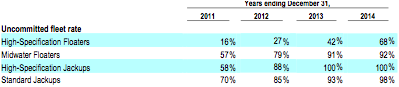 Years ending December 31,
2011 2012 2013 2014
Uncommitted fleet rate
High-Specification Floaters 16% 27% 42% 68%
Midwater Floaters 57% 79% 91% 92%
High-Specification Jackups 58% 88% 100% 100%
Standard Jackups 70% 85% 93% 98%